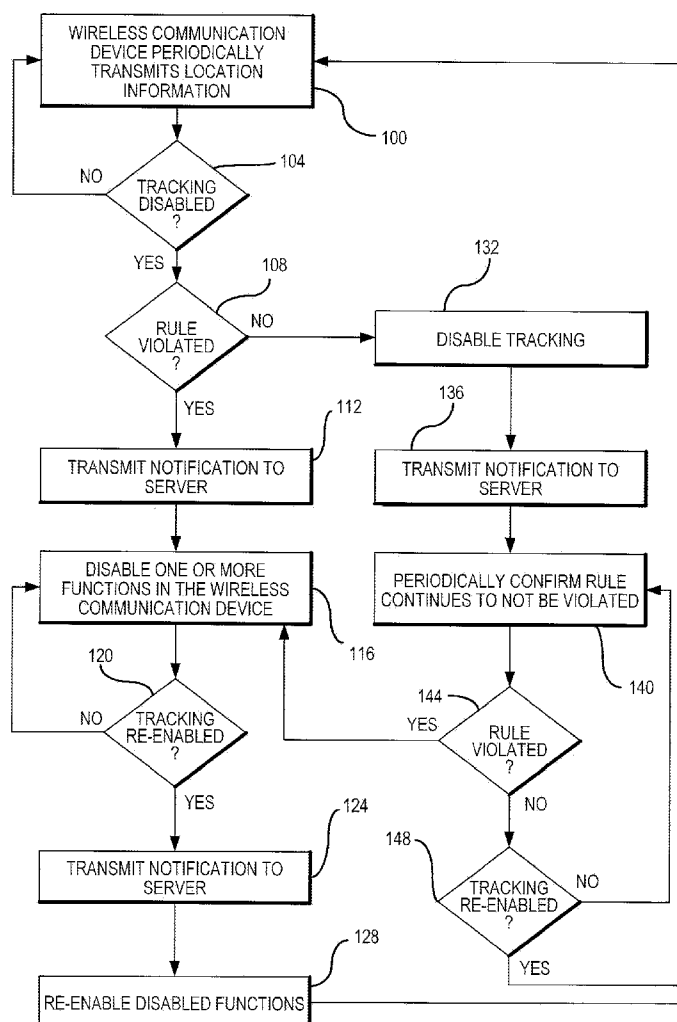 WIRELESS COMMUNICATION
DEVICE PERIODICALLY
TRANSMITS LOCATION
INFORMATION
100
104
NO
TRACKING
DISABLED
?
YES
108
RULE
VIOLATED
?
NO
132
DISABLE TRACKING
YES
112
136
TRANSMIT NOTIFICATION TO
SERVER
TRANSMIT NOTIFICATION TO
SERVER
DISABLE ONE OR MORE
FUNCTIONS IN THE WIRELESS
COMMUNICATION DEVICE
116
PERIODICALLY CONFIRM RULE
CONTINUES TO NOT BE VIOLATED
140
120
NO
TRACKING
RE-ENABLED
?
YES
144
YES
RULE
VIOLATED
?
NO
124
TRANSMIT NOTIFICATION TO
SERVER
148
TRACKING
RE-ENABLED
?
NO
YES
128
RE-ENABLE DISABLED FUNCTIONS